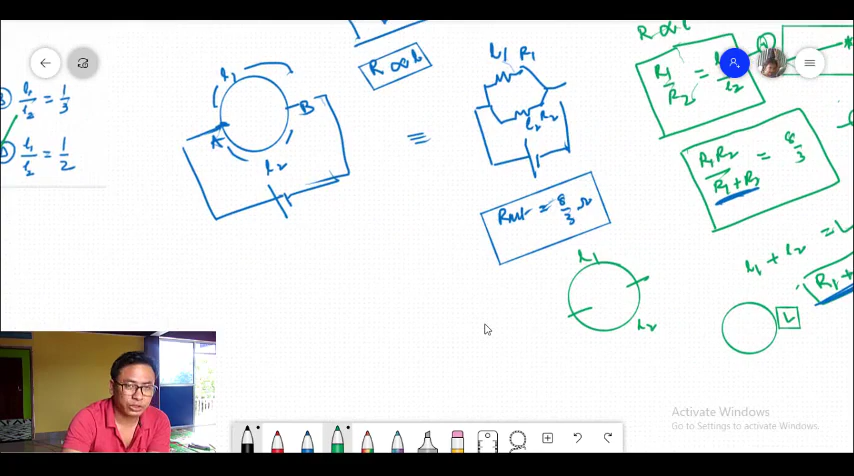 R ∝ l
l₁
A
B
l₂
≡
l₁ R₁
l₂ R₂
R ∝ l
R₁/R₂ = l₁/l₂
R₁R₂/(R₁+R₂) = 8/3
l₁/l₂ = 1/3
l₁/l₂ = 1/2
Rnet = 8/3 Ω
l₁
l₂
l₁ + l₂ = L
R₁ +
L
Activate Windows
Go to Settings to activate Windows.